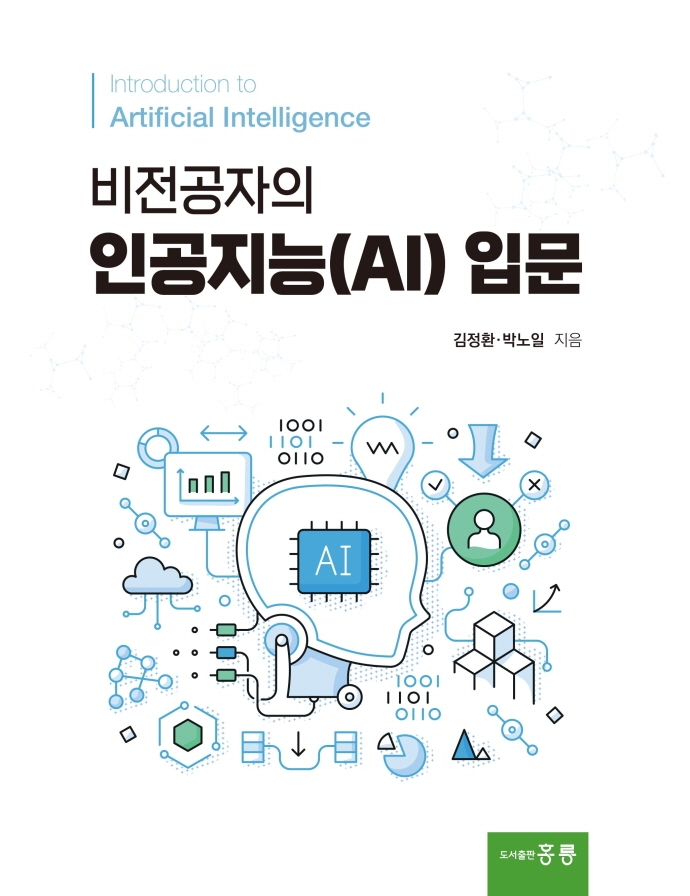 Introduction to
Artificial Intelligence
비전공자의
인공지능(AI) 입문
김정환·박노일 지음
1001
1101
0110
AI
1001
1101
0110
도서출판 홍릉